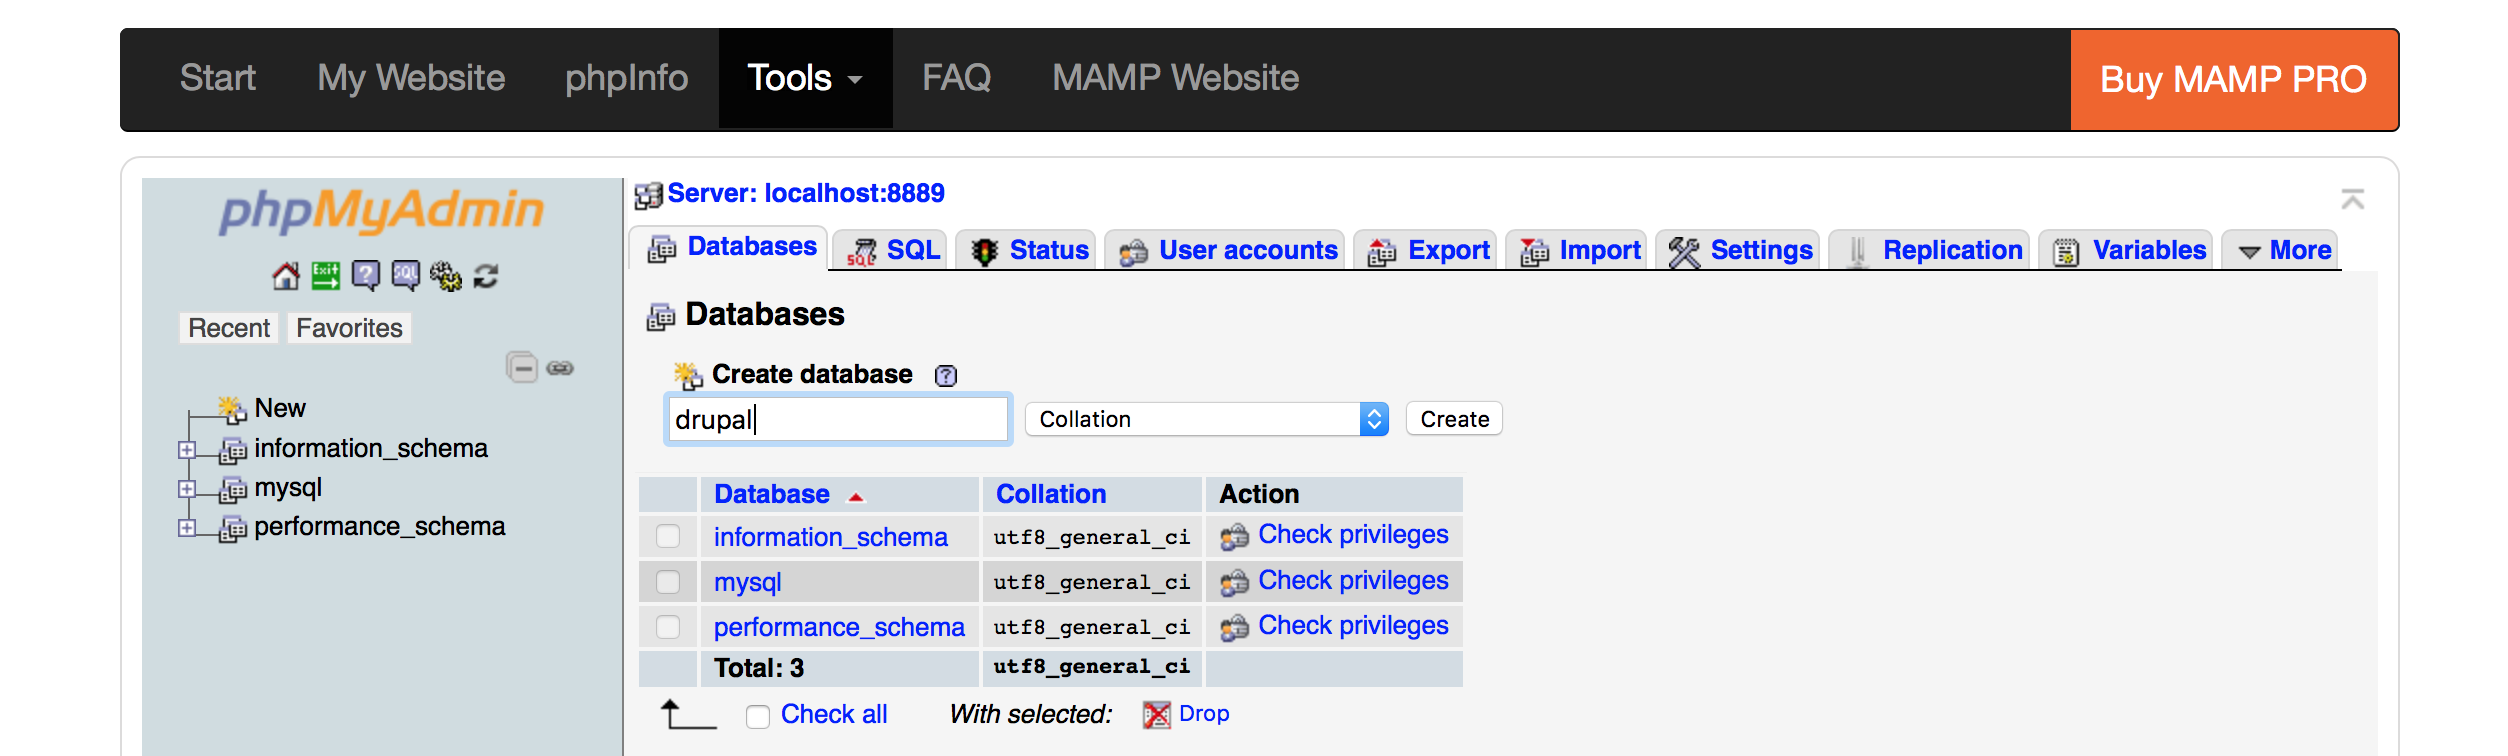 Start My Website phpInfo Tools FAQ MAMP Website Buy MAMP PRO
phpMyAdmin
Exit ? SQL
Recent Favorites
New
information_schema
mysql
performance_schema
Server: localhost:8889
Databases SQL Status User accounts Export Import Settings Replication Variables More
Databases
Create database ?
drupal Collation Create
Database Collation Action
information_schema utf8_general_ci Check privileges
mysql utf8_general_ci Check privileges
performance_schema utf8_general_ci Check privileges
Total: 3 utf8_general_ci
Check all With selected: Drop